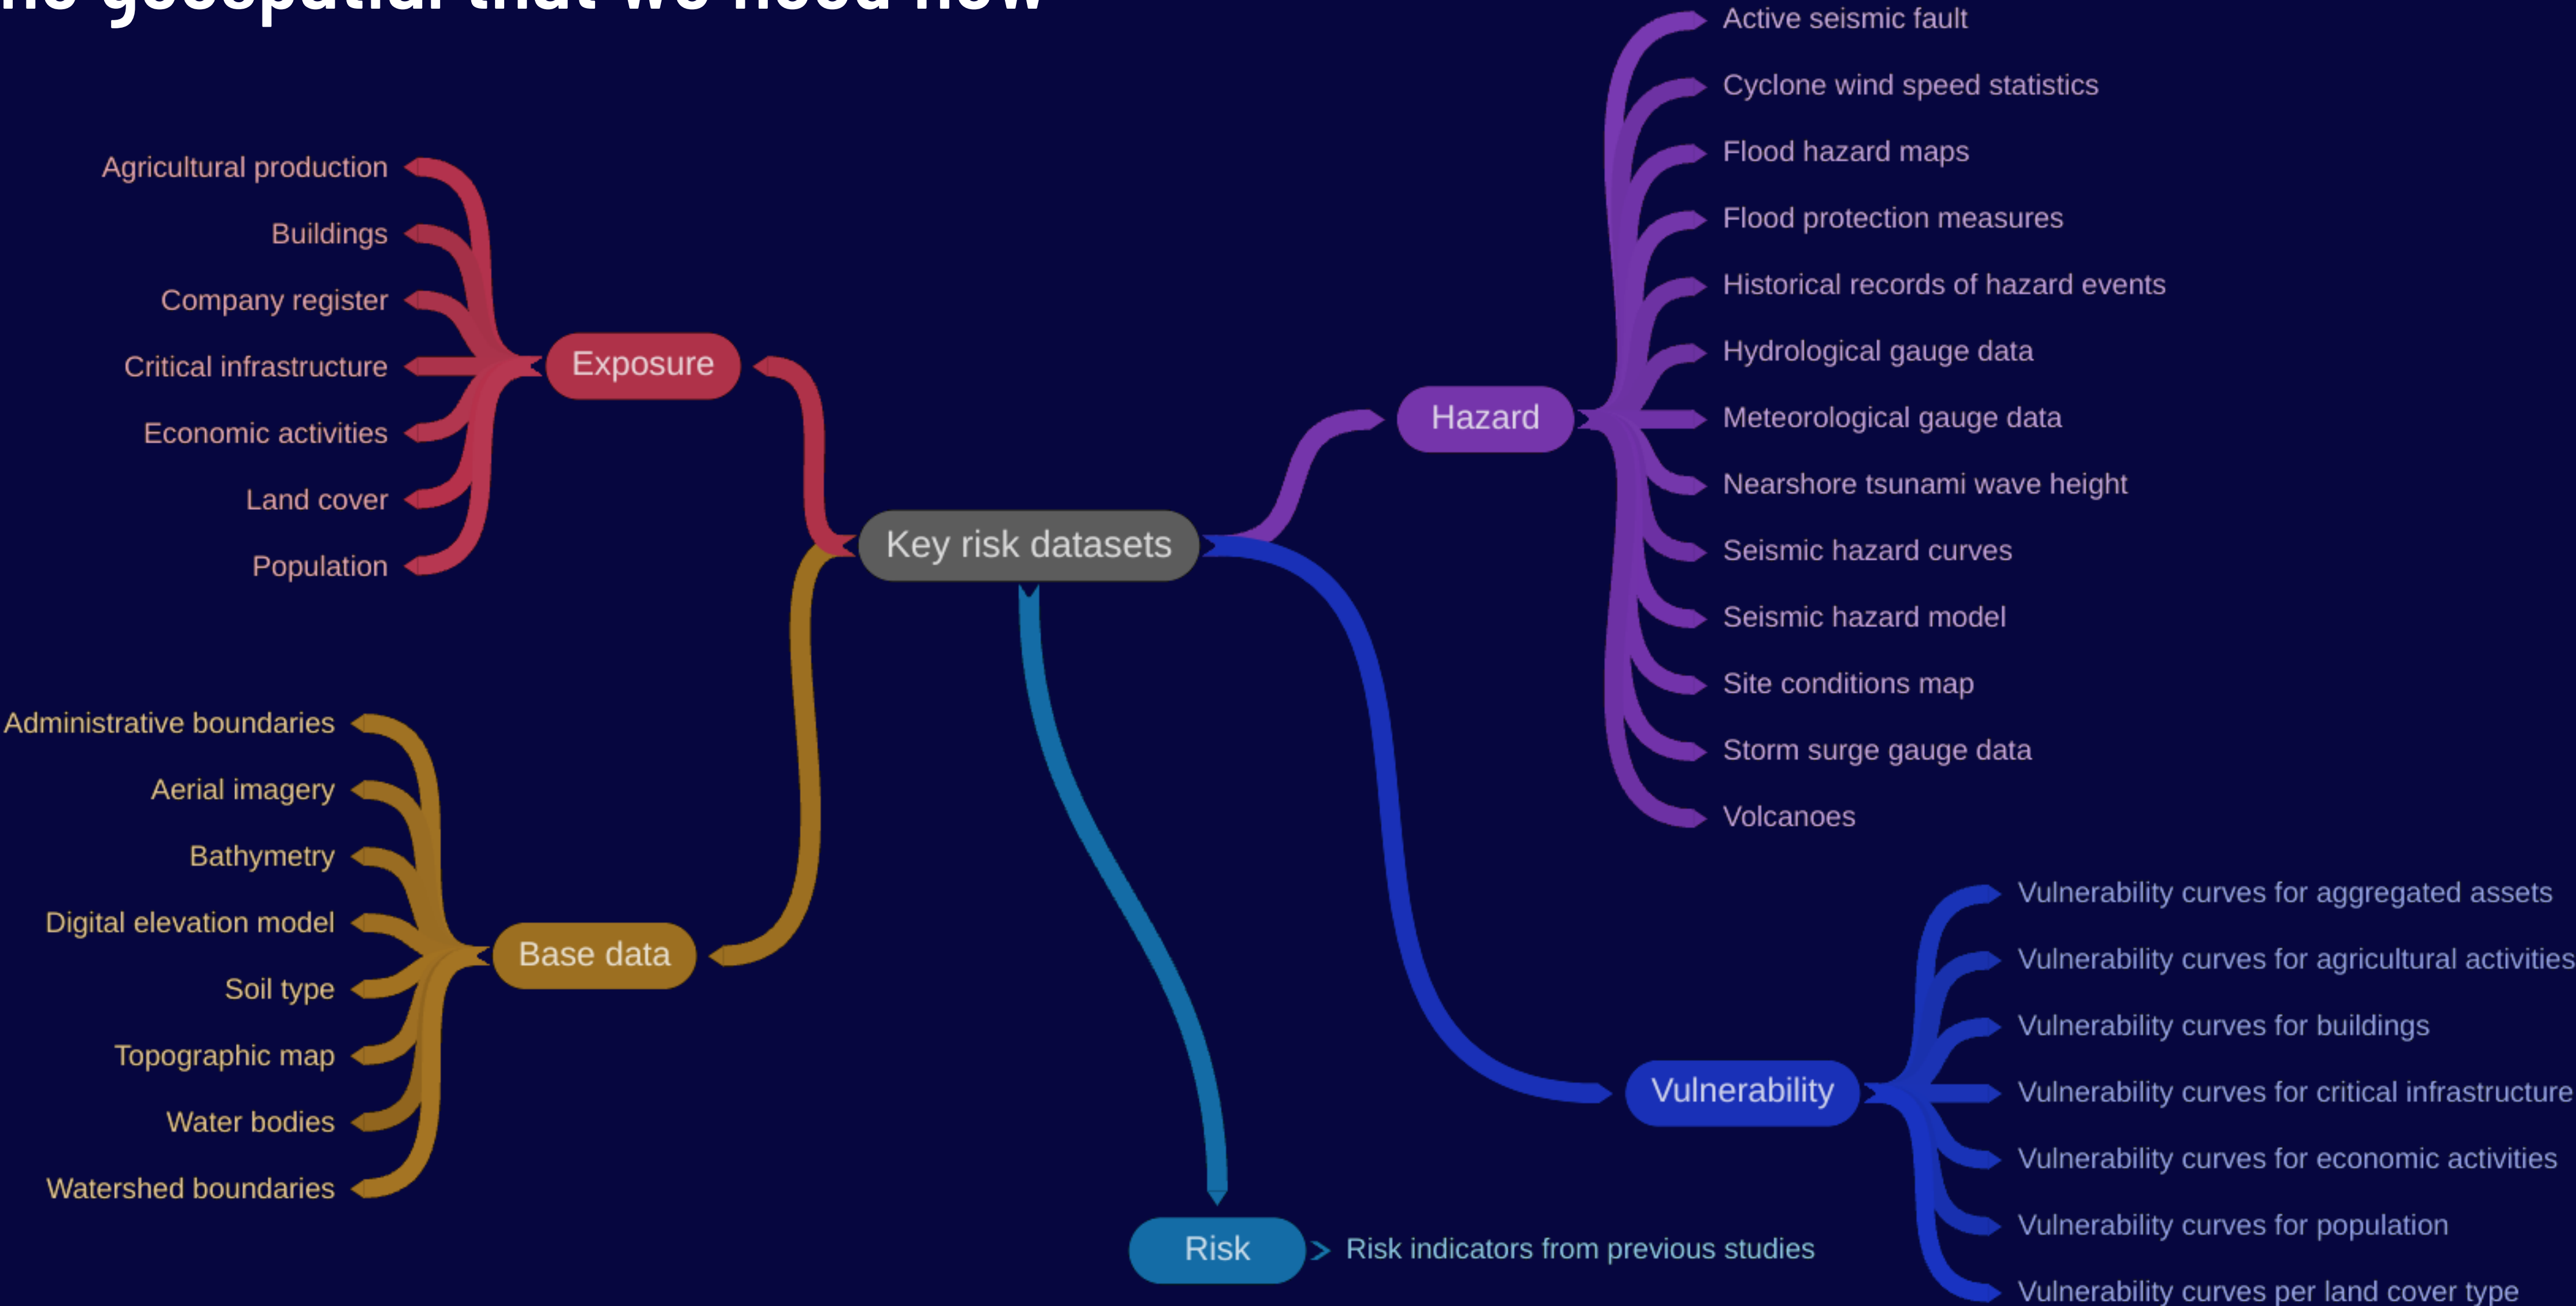 geospatial that we need now
Key risk datasets
Exposure
Agricultural production
Buildings
Company register
Critical infrastructure
Economic activities
Land cover
Population
Base data
Administrative boundaries
Aerial imagery
Bathymetry
Digital elevation model
Soil type
Topographic map
Water bodies
Watershed boundaries
Hazard
Active seismic fault
Cyclone wind speed statistics
Flood hazard maps
Flood protection measures
Historical records of hazard events
Hydrological gauge data
Meteorological gauge data
Nearshore tsunami wave height
Seismic hazard curves
Seismic hazard model
Site conditions map
Storm surge gauge data
Volcanoes
Vulnerability
Vulnerability curves for aggregated assets
Vulnerability curves for agricultural activities
Vulnerability curves for buildings
Vulnerability curves for critical infrastructure
Vulnerability curves for economic activities
Vulnerability curves for population
Vulnerability curves per land cover type
Risk
Risk indicators from previous studies